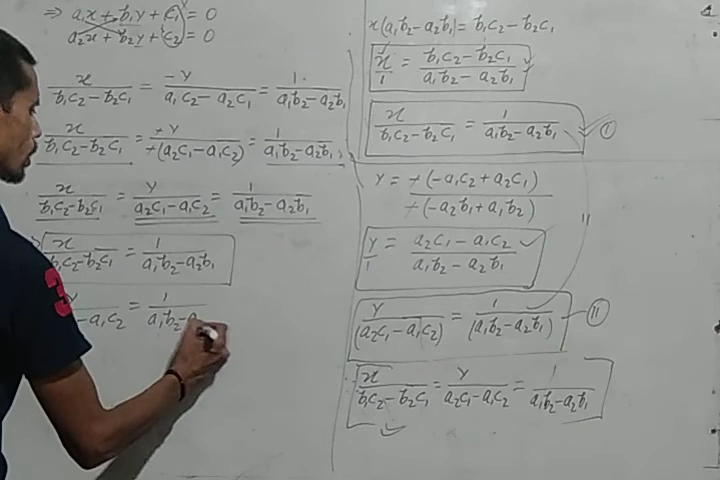 ⇒ a₁x + b₁y + c₁ = 0
a₂x + b₂y + c₂ = 0
x/(b₁c₂ - b₂c₁) = -y/(a₁c₂ - a₂c₁) = 1/(a₁b₂ - a₂b₁)
x/(b₁c₂ - b₂c₁) = -y/-(a₂c₁ - a₁c₂) = 1/(a₁b₂ - a₂b₁)
x/(b₁c₂ - b₂c₁) = y/(a₂c₁ - a₁c₂) = 1/(a₁b₂ - a₂b₁)
x/(b₁c₂ - b₂c₁) = 1/(a₁b₂ - a₂b₁)
- a₁c₂ = 1/(a₁b₂ - a
3
x(a₁b₂ - a₂b₁) = b₁c₂ - b₂c₁
x/1 = (b₁c₂ - b₂c₁)/(a₁b₂ - a₂b₁)
x/(b₁c₂ - b₂c₁) = 1/(a₁b₂ - a₂b₁) I
y = -(-a₁c₂ + a₂c₁)/-(-a₂b₁ + a₁b₂)
y/1 = (a₂c₁ - a₁c₂)/(a₁b₂ - a₂b₁)
y/(a₂c₁ - a₁c₂) = 1/(a₁b₂ - a₂b₁) II
x/(b₁c₂ - b₂c₁) = y/(a₂c₁ - a₁c₂) = 1/(a₁b₂ - a₂b₁)